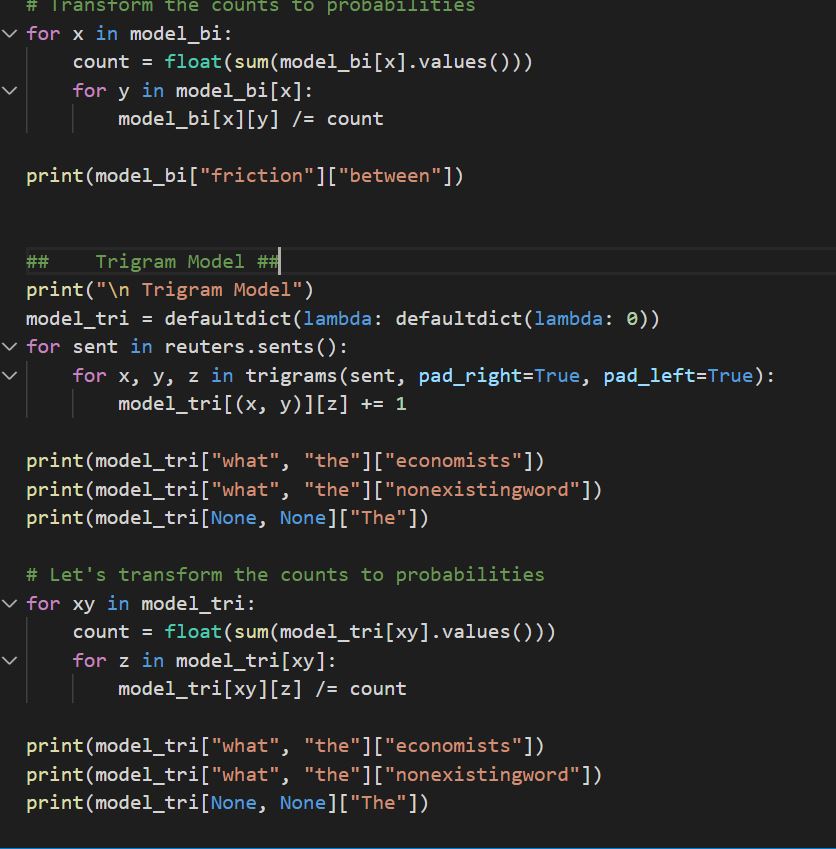 # Transform the counts to probabilities
for x in model_bi:
    count = float(sum(model_bi[x].values()))
    for y in model_bi[x]:
        model_bi[x][y] /= count
print(model_bi["friction"]["between"])
##    Trigram Model ##
print("\n Trigram Model")
model_tri = defaultdict(lambda: defaultdict(lambda: 0))
for sent in reuters.sents():
    for x, y, z in trigrams(sent, pad_right=True, pad_left=True):
        model_tri[(x, y)][z] += 1
print(model_tri["what", "the"]["economists"])
print(model_tri["what", "the"]["nonexistingword"])
print(model_tri[None, None]["The"])
# Let's transform the counts to probabilities
for xy in model_tri:
    count = float(sum(model_tri[xy].values()))
    for z in model_tri[xy]:
        model_tri[xy][z] /= count
print(model_tri["what", "the"]["economists"])
print(model_tri["what", "the"]["nonexistingword"])
print(model_tri[None, None]["The"])